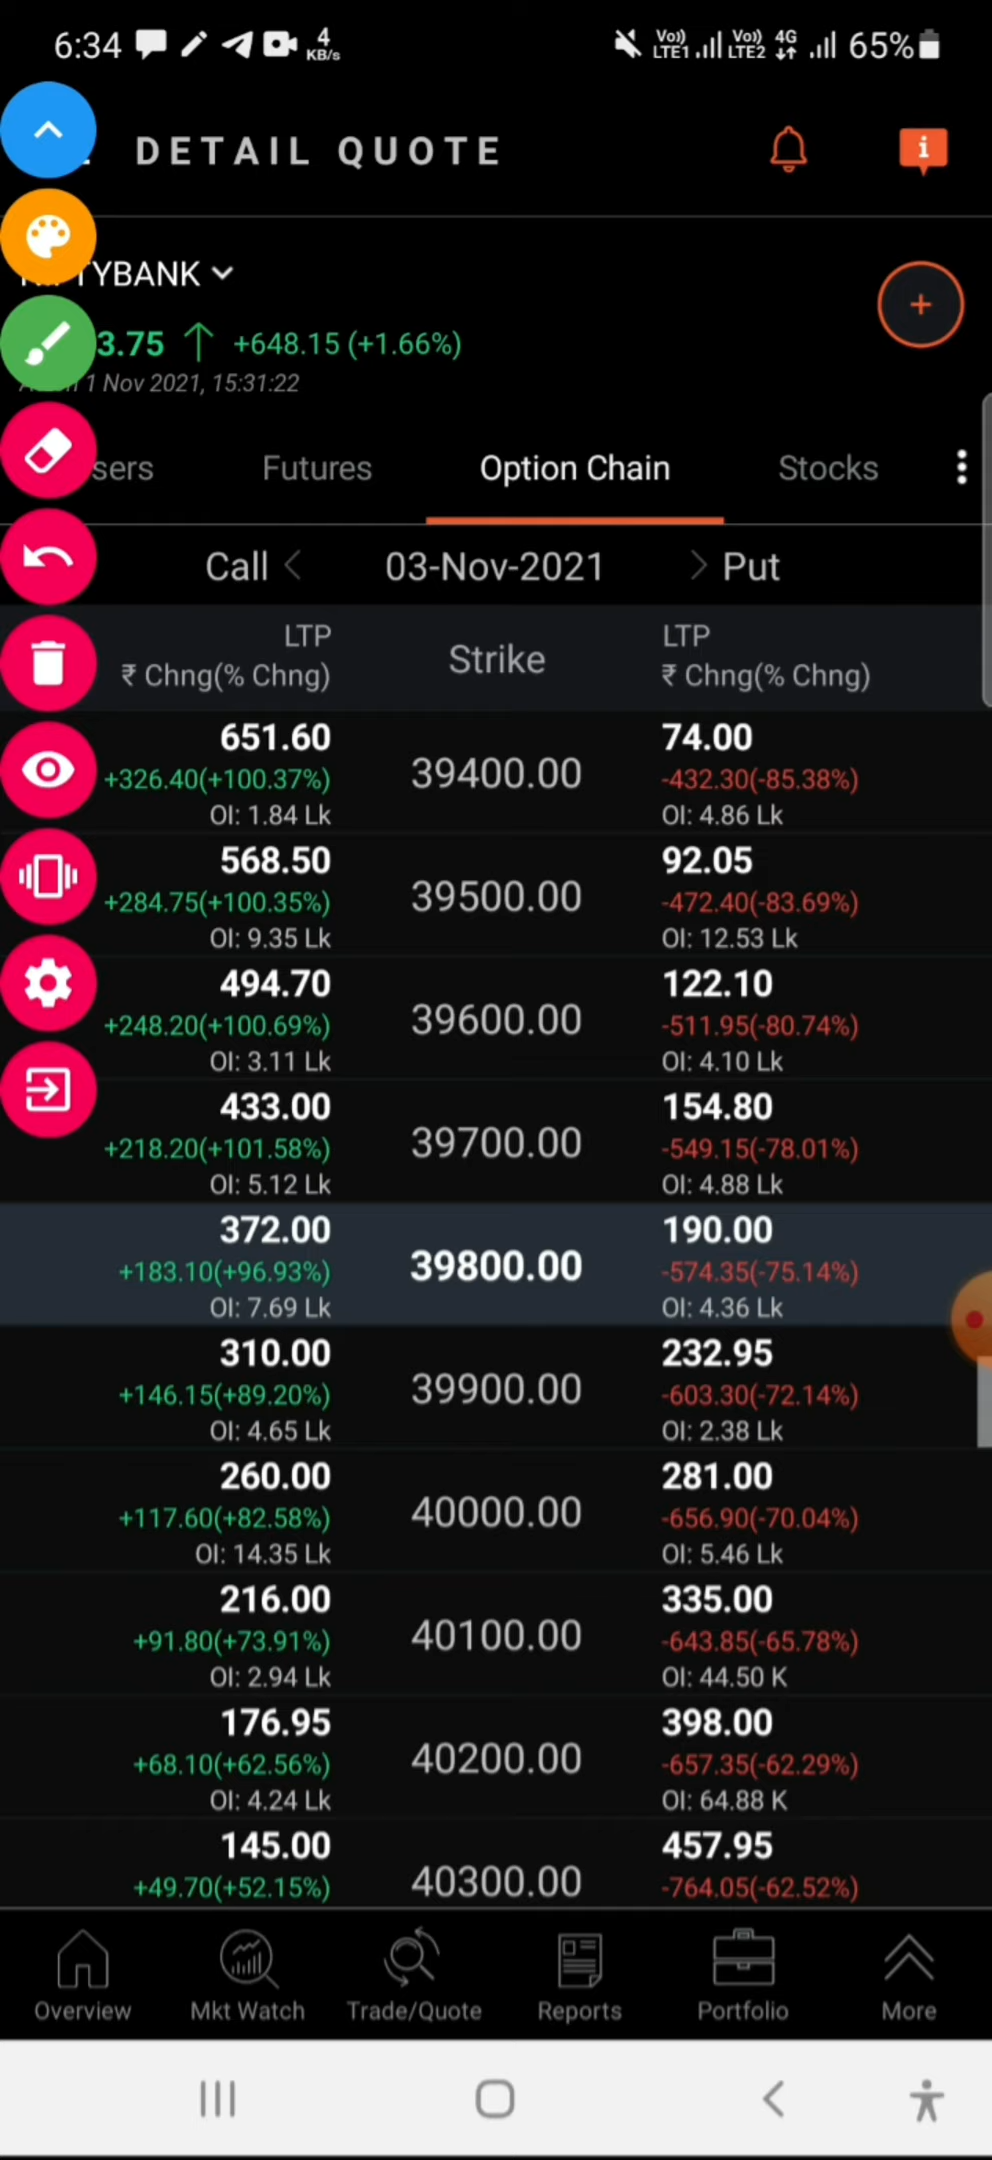 6:34 4 KB/s Vo)) LTE1 Vo)) LTE2 4G 65%
DETAIL QUOTE
TYBANK
3.75 +648.15 (+1.66%)
1 Nov 2021, 15:31:22
sers Futures Option Chain Stocks
Call 03-Nov-2021 Put
LTP Strike LTP
₹ Chng(% Chng) ₹ Chng(% Chng)
651.60 39400.00 74.00
+326.40(+100.37%) -432.30(-85.38%)
OI: 1.84 Lk OI: 4.86 Lk
568.50 39500.00 92.05
+284.75(+100.35%) -472.40(-83.69%)
OI: 9.35 Lk OI: 12.53 Lk
494.70 39600.00 122.10
+248.20(+100.69%) -511.95(-80.74%)
OI: 3.11 Lk OI: 4.10 Lk
433.00 39700.00 154.80
+218.20(+101.58%) -549.15(-78.01%)
OI: 5.12 Lk OI: 4.88 Lk
372.00 39800.00 190.00
+183.10(+96.93%) -574.35(-75.14%)
OI: 7.69 Lk OI: 4.36 Lk
310.00 39900.00 232.95
+146.15(+89.20%) -603.30(-72.14%)
OI: 4.65 Lk OI: 2.38 Lk
260.00 40000.00 281.00
+117.60(+82.58%) -656.90(-70.04%)
OI: 14.35 Lk OI: 5.46 Lk
216.00 40100.00 335.00
+91.80(+73.91%) -643.85(-65.78%)
OI: 2.94 Lk OI: 44.50 K
176.95 40200.00 398.00
+68.10(+62.56%) -657.35(-62.29%)
OI: 4.24 Lk OI: 64.88 K
145.00 40300.00 457.95
+49.70(+52.15%) -764.05(-62.52%)
Overview Mkt Watch Trade/Quote Reports Portfolio More